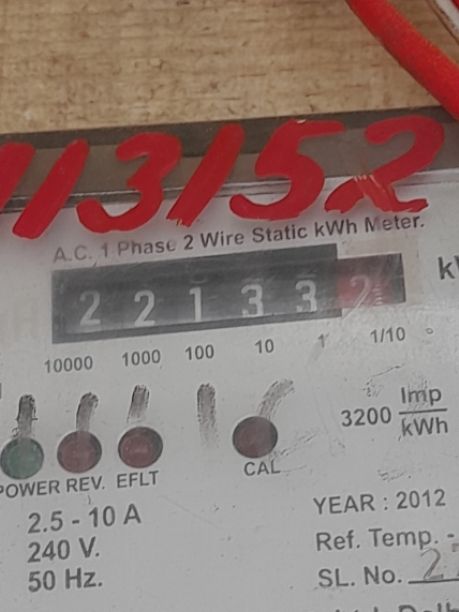 113152
A.C. 1 Phase 2 Wire Static kWh Meter.
2 2 1 3 3 2
10000 1000 100 10 1 1/10
3200 Imp/kWh
POWER REV. EFLT CAL
2.5 - 10 A
240 V.
50 Hz.
YEAR : 2012
Ref. Temp. -
SL. No. 2